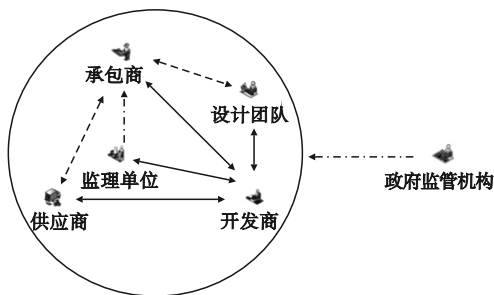 承包商
设计团队
监理单位
政府监管机构
供应商
开发商